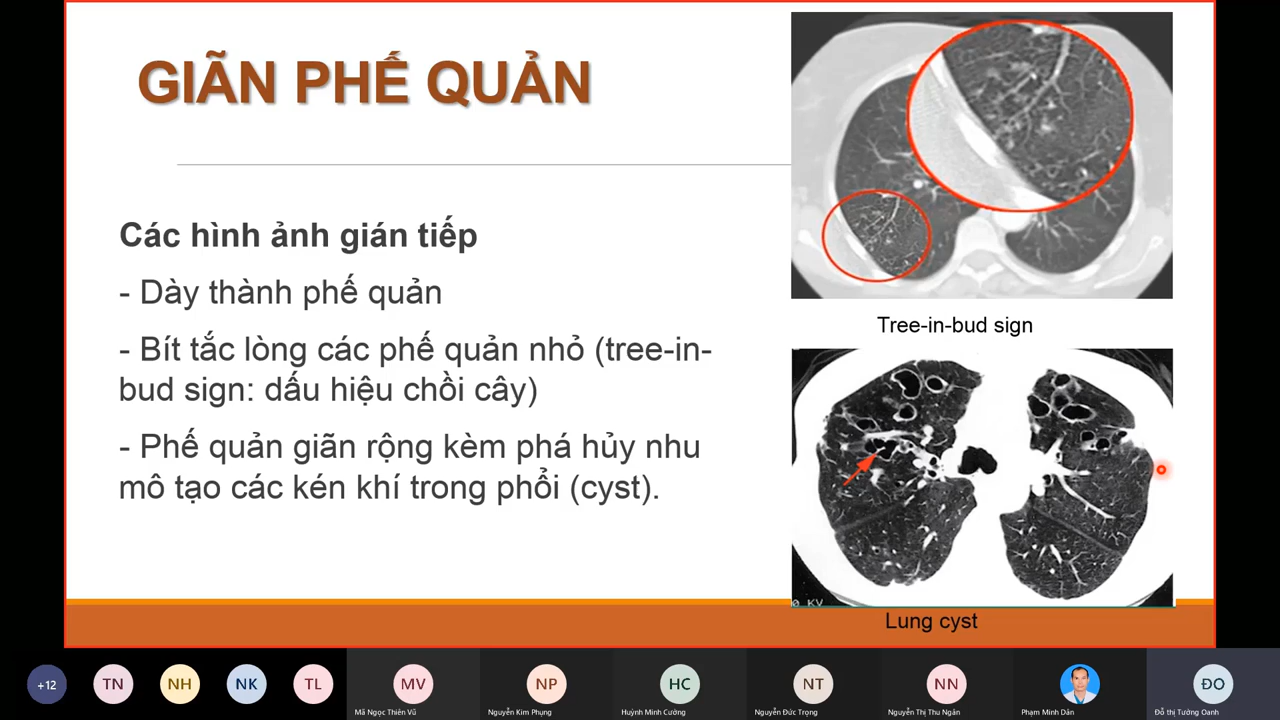 GIÃN PHẾ QUẢN
Các hình ảnh gián tiếp
- Dày thành phế quản
- Bít tắc lòng các phế quản nhỏ (tree-in-
bud sign: dấu hiệu chồi cây)
- Phế quản giãn rộng kèm phá hủy nhu
mô tạo các kén khí trong phổi (cyst).
Tree-in-bud sign
0 KV
Lung cyst
+12
TN
NH
NK
TL
MV
NP
HC
NT
NN
ĐO
Mã Ngọc Thiên Vũ
Nguyễn Kim Phụng
Huỳnh Minh Cường
Nguyễn Đức Trọng
Nguyễn Thị Thu Ngân
Phạm Minh Dân
Đỗ thị Tường Oanh